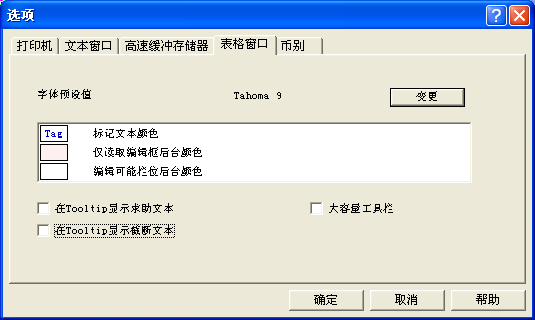 选项
打印机 文本窗口 高速缓冲存储器 表格窗口 币别
字体预设值 Tahoma 9 变更
Tag 标记文本颜色
仅读取编辑框后台颜色
编辑可能栏位后台颜色
在Tooltip显示求助文本 大容量工具栏
在Tooltip显示截断文本
确定 取消 帮助